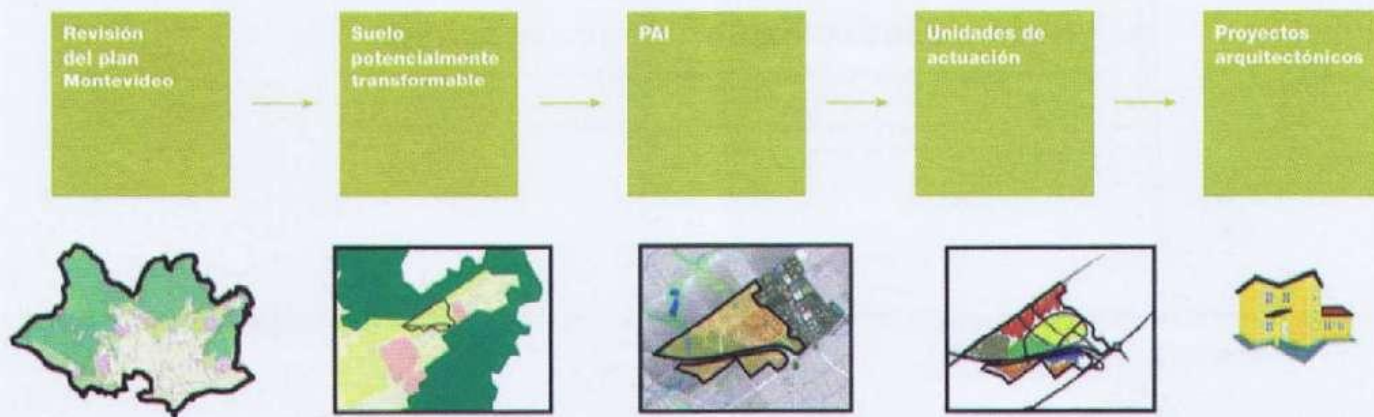 Revisión
del plan
Montevideo
Suelo
potencialmente
transformable
PAI
Unidades de
actuación
Proyectos
arquitectónicos